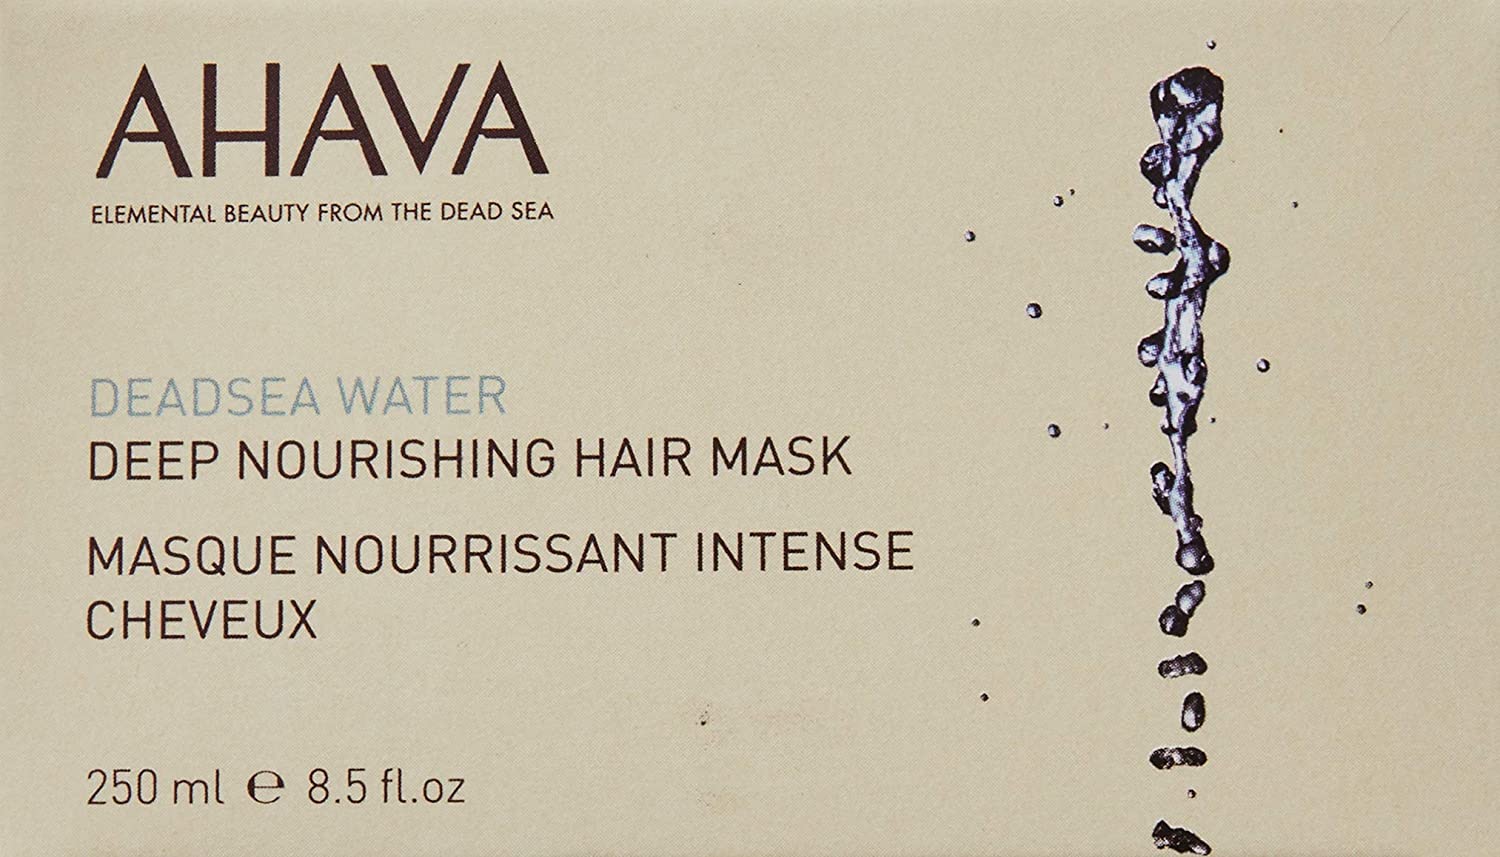 AHAVA
ELEMENTAL BEAUTY FROM THE DEAD SEA
DEADSEA WATER
DEEP NOURISHING HAIR MASK
MASQUE NOURRISSANT INTENSE
CHEVEUX
250 ml ℮ 8.5 fl.oz